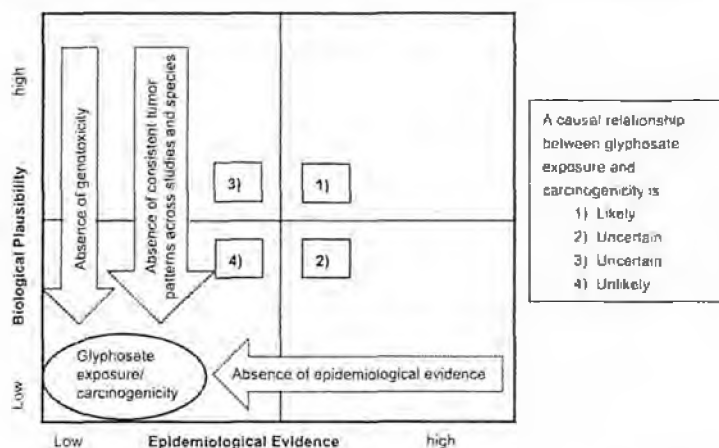 high
Biological Plausibility
Low
Absence of genotoxicity
Absence of consistent tumor
patterns across studies and species
3)
1)
4)
2)
Glyphosate
exposure/
carcinogenicity
Absence of epidemiological evidence
Low
Epidemiological Evidence
high
A causal relationship
between glyphosate
exposure and
carcinogenicity is
1) Likely
2) Uncertain
3) Uncertain
4) Unlikely